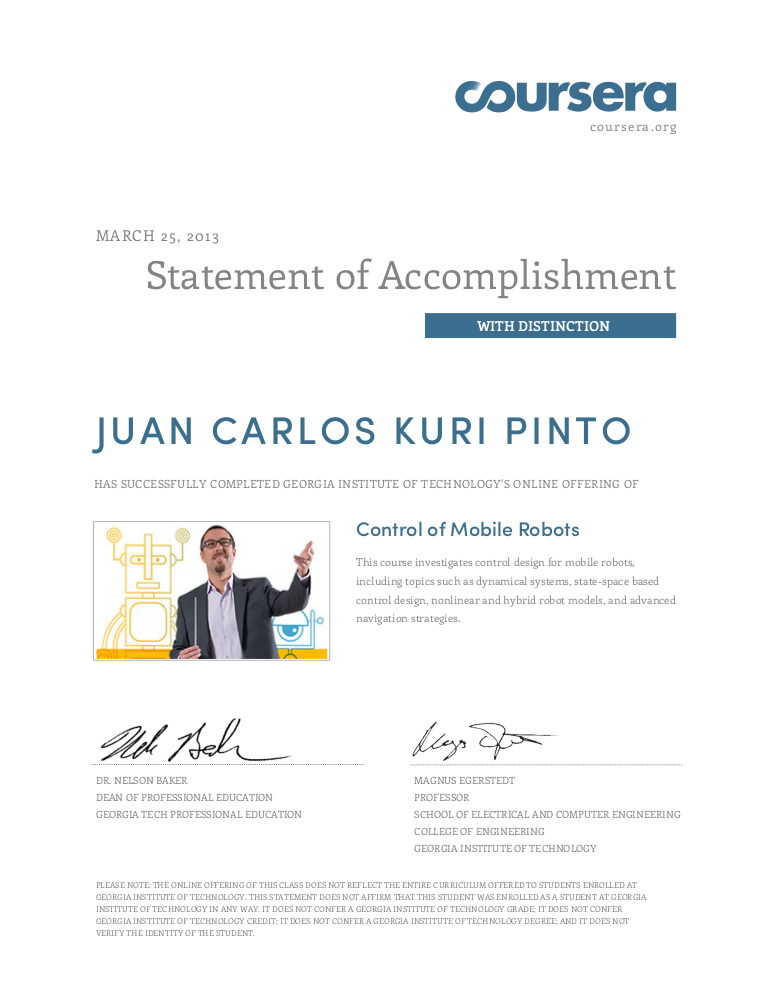 coursera
coursera.org
MARCH 25, 2013
Statement of Accomplishment
WITH DISTINCTION
JUAN CARLOS KURI PINTO
HAS SUCCESSFULLY COMPLETED GEORGIA INSTITUTE OF TECHNOLOGY'S ONLINE OFFERING OF
Control of Mobile Robots
This course investigates control design for mobile robots,
including topics such as dynamical systems, state-space based
control design, nonlinear and hybrid robot models, and advanced
navigation strategies.
DR. NELSON BAKER
DEAN OF PROFESSIONAL EDUCATION
GEORGIA TECH PROFESSIONAL EDUCATION
MAGNUS EGERSTEDT
PROFESSOR
SCHOOL OF ELECTRICAL AND COMPUTER ENGINEERING
COLLEGE OF ENGINEERING
GEORGIA INSTITUTE OF TECHNOLOGY
PLEASE NOTE: THE ONLINE OFFERING OF THIS CLASS DOES NOT REFLECT THE ENTIRE CURRICULUM OFFERED TO STUDENTS ENROLLED AT
GEORGIA INSTITUTE OF TECHNOLOGY. THIS STATEMENT DOES NOT AFFIRM THAT THIS STUDENT WAS ENROLLED AS A STUDENT AT GEORGIA
INSTITUTE OF TECHNOLOGY IN ANY WAY. IT DOES NOT CONFER A GEORGIA INSTITUTE OF TECHNOLOGY GRADE; IT DOES NOT CONFER
GEORGIA INSTITUTE OF TECHNOLOGY CREDIT; IT DOES NOT CONFER A GEORGIA INSTITUTE OF TECHNOLOGY DEGREE; AND IT DOES NOT
VERIFY THE IDENTITY OF THE STUDENT.